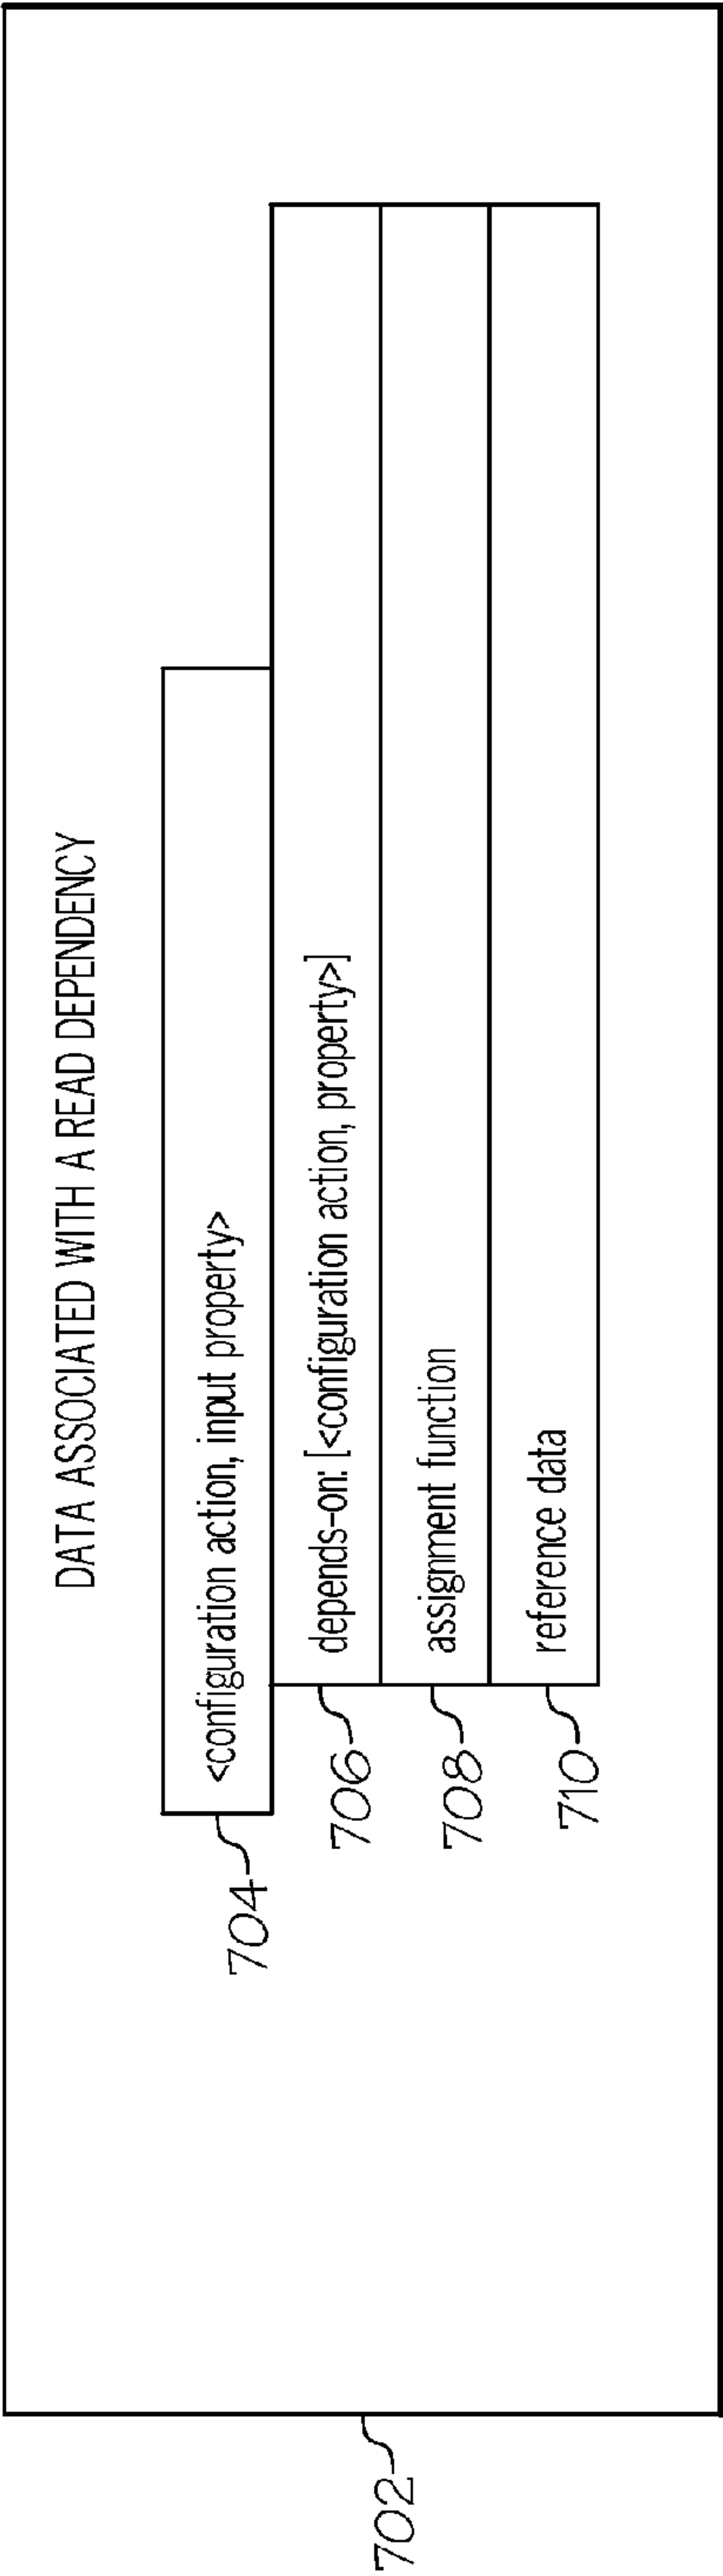 DATA ASSOCIATED WITH A READ DEPENDENCY
704
<configuration action, input property>
706
depends-on: [<configuration action, property>]
708
assignment function
710
reference data
702